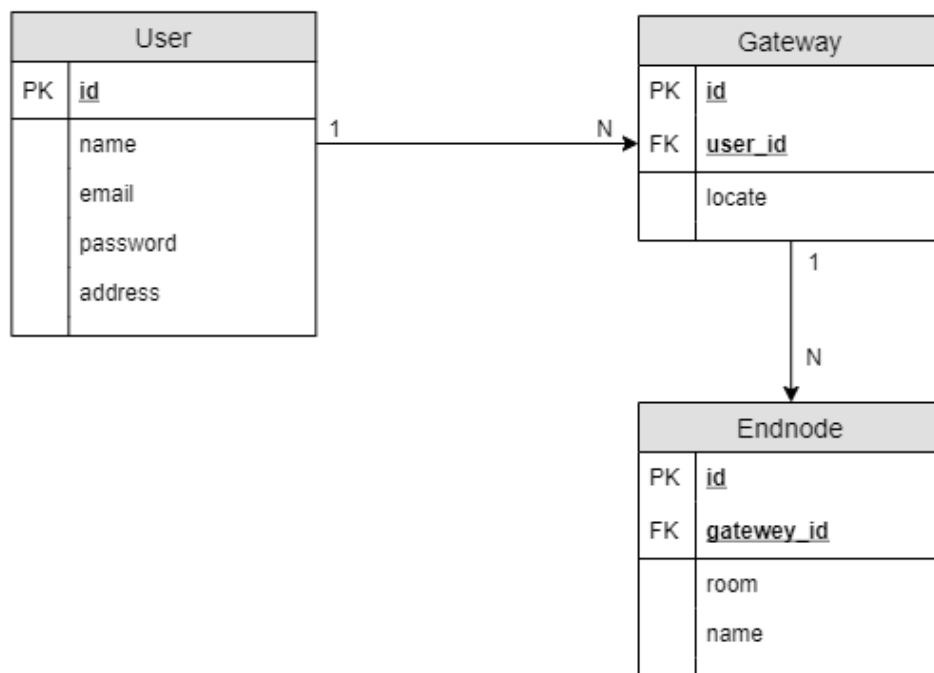 User
PK id
name
email
password
address
1 N
Gateway
PK id
FK user_id
locate
1
N
Endnode
PK id
FK gatewey_id
room
name